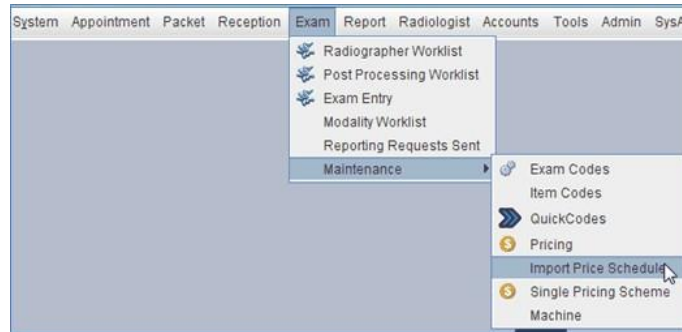 System Appointment Packet Reception Exam Report Radiologist Accounts Tools Admin SysA
Radiographer Worklist
Post Processing Worklist
Exam Entry
Modality Worklist
Reporting Requests Sent
Maintenance
Exam Codes
Item Codes
QuickCodes
Pricing
Import Price Schedule
Single Pricing Scheme
Machine